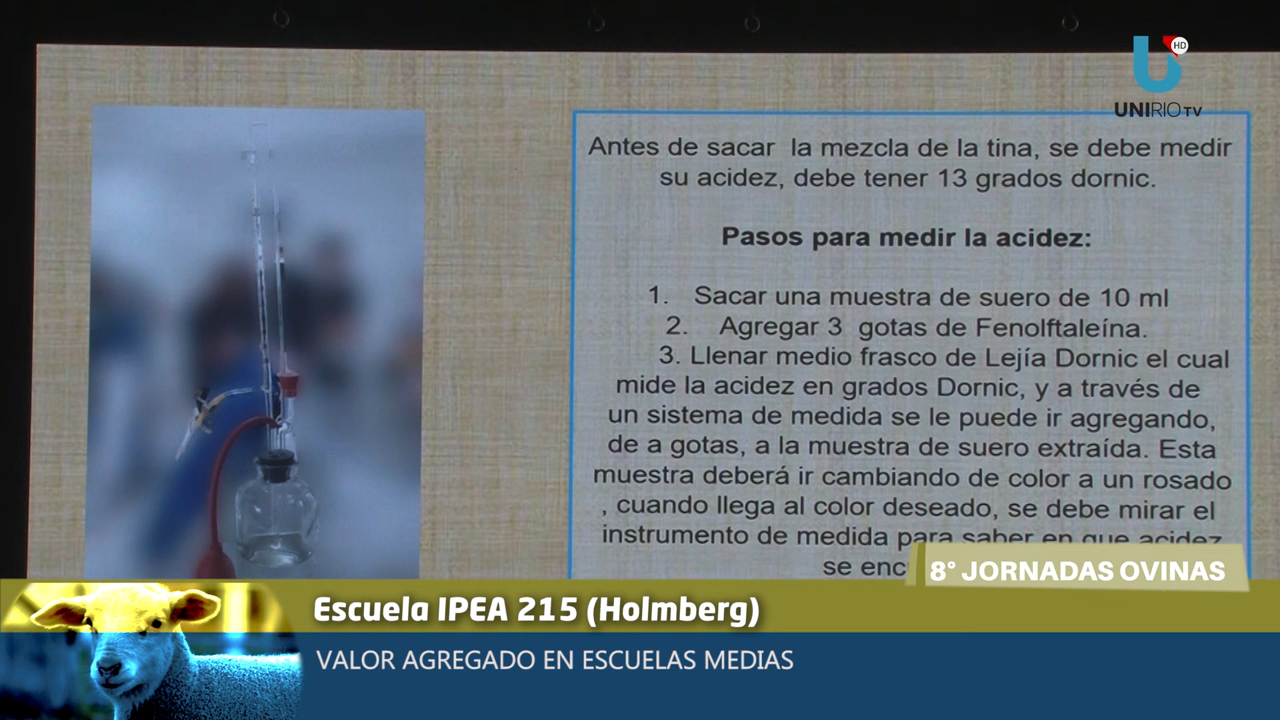 HD
UNIRIO TV
Antes de sacar la mezcla de la tina, se debe medir
su acidez, debe tener 13 grados dornic.
Pasos para medir la acidez:
1. Sacar una muestra de suero de 10 ml
2. Agregar 3 gotas de Fenolftaleína.
3. Llenar medio frasco de Lejía Dornic el cual
mide la acidez en grados Dornic, y a través de
un sistema de medida se le puede ir agregando,
de a gotas, a la muestra de suero extraída. Esta
muestra deberá ir cambiando de color a un rosado
, cuando llega al color deseado, se debe mirar el
instrumento de medida para saber en que acidez
se
8° JORNADAS OVINAS
Escuela IPEA 215 (Holmberg)
VALOR AGREGADO EN ESCUELAS MEDIAS